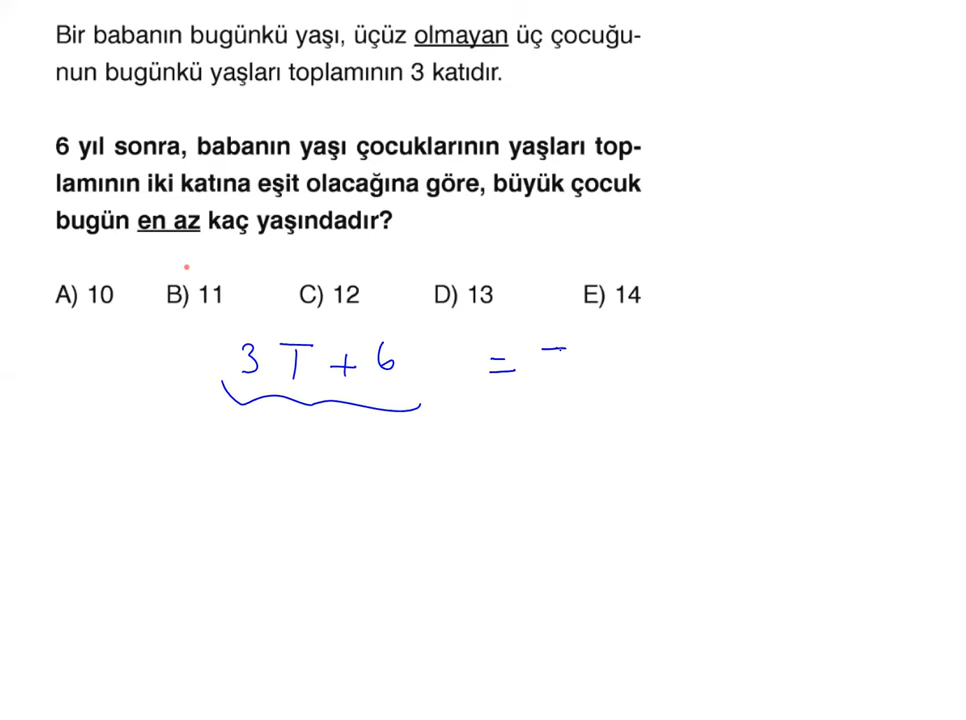 Bir babanın bugünkü yaşı, üçüz olmayan üç çocuğu-
nun bugünkü yaşları toplamının 3 katıdır.
6 yıl sonra, babanın yaşı çocuklarının yaşları top-
lamının iki katına eşit olacağına göre, büyük çocuk
bugün en az kaç yaşındadır?
A) 10 B) 11 C) 12 D) 13 E) 14
3 T + 6 =